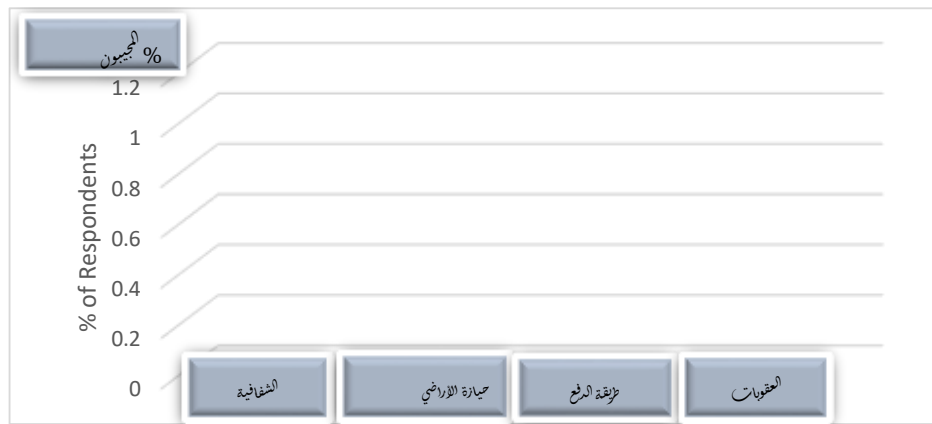 % المجيبون
1.2
1
0.8
0.6
0.4
0.2
0
% of Respondents
الشفافية
حيازة الأراضي
طريقة الدفع
العقوبات